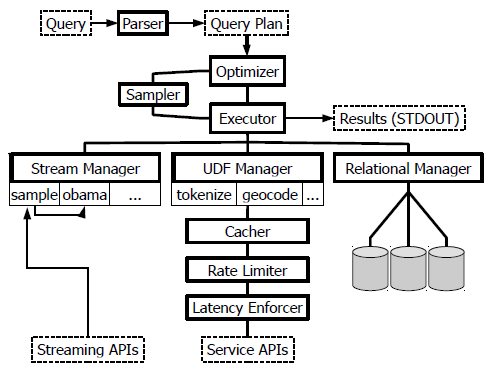 Query
Parser
Query Plan
Optimizer
Sampler
Executor
Results (STDOUT)
Stream Manager
UDF Manager
Relational Manager
sample
obama
...
tokenize
geocode
...
Cacher
Rate Limiter
Latency Enforcer
Streaming APIs
Service APIs